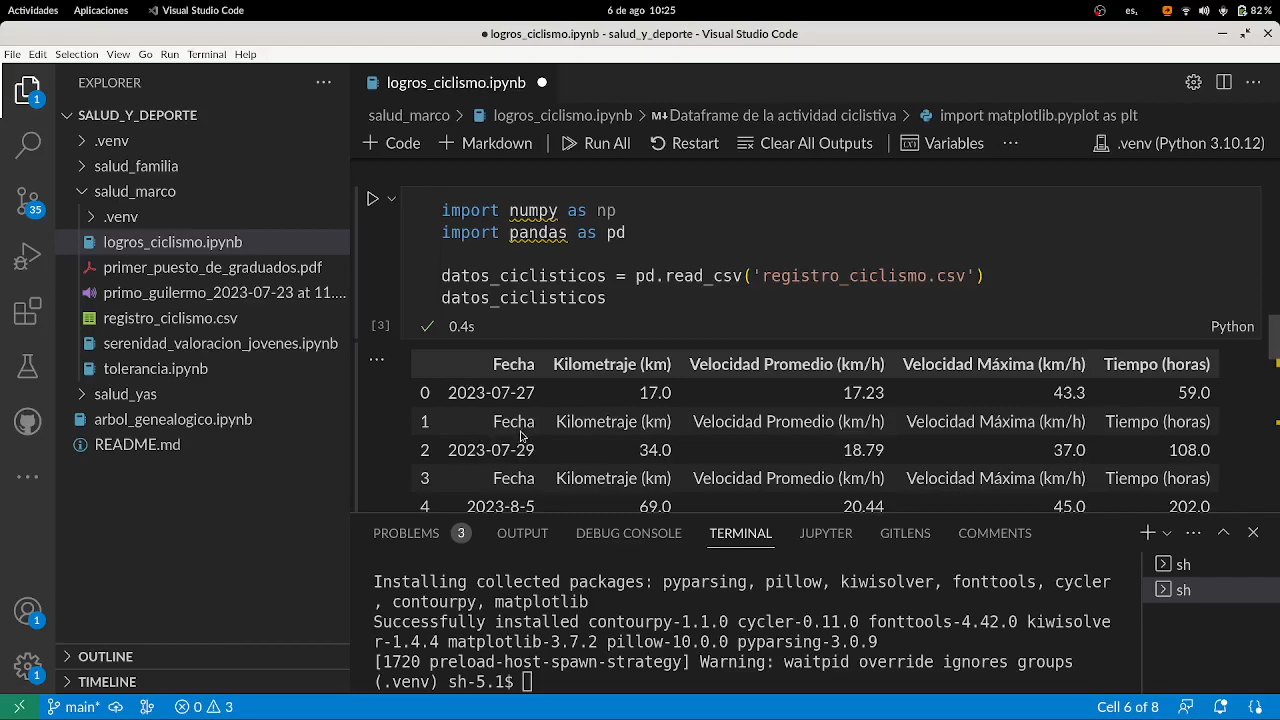 Actividades Aplicaciones Visual Studio Code 6 de ago 10:25 es, 82 %
logros_ciclismo.ipynb - salud_y_deporte - Visual Studio Code
File Edit Selection View Go Run Terminal Help
EXPLORER
1
SALUD_Y_DEPORTE
.venv
salud_familia
salud_marco
.venv
logros_ciclismo.ipynb
primer_puesto_de_graduados.pdf
primo_guilermo_2023-07-23 at 11....
registro_ciclismo.csv
serenidad_valoracion_jovenes.ipynb
tolerancia.ipynb
salud_yas
arbol_genealogico.ipynb
README.md
35
1
1
OUTLINE
TIMELINE
logros_ciclismo.ipynb
salud_marco > logros_ciclismo.ipynb > Dataframe de la actividad ciclistiva > import matplotlib.pyplot as plt
+ Code + Markdown Run All Restart Clear All Outputs Variables ... .venv (Python 3.10.12)
import numpy as np
import pandas as pd
datos_ciclisticos = pd.read_csv('registro_ciclismo.csv')
datos_ciclisticos
[3] 0.4s Python
Fecha Kilometraje (km) Velocidad Promedio (km/h) Velocidad Máxima (km/h) Tiempo (horas)
0 2023-07-27 17.0 17.23 43.3 59.0
1 Fecha Kilometraje (km) Velocidad Promedio (km/h) Velocidad Máxima (km/h) Tiempo (horas)
2 2023-07-29 34.0 18.79 37.0 108.0
3 Fecha Kilometraje (km) Velocidad Promedio (km/h) Velocidad Máxima (km/h) Tiempo (horas)
4 2023-8-5 69.0 20.44 45.0 202.0
PROBLEMS 3 OUTPUT DEBUG CONSOLE TERMINAL JUPYTER GITLENS COMMENTS
Installing collected packages: pyparsing, pillow, kiwisolver, fonttools, cycler
, contourpy, matplotlib
Successfully installed contourpy-1.1.0 cycler-0.11.0 fonttools-4.42.0 kiwisolve
r-1.4.4 matplotlib-3.7.2 pillow-10.0.0 pyparsing-3.0.9
[1720 preload-host-spawn-strategy] Warning: waitpid override ignores groups
(.venv) sh-5.1$
sh
sh
main* 0 3 Cell 6 of 8